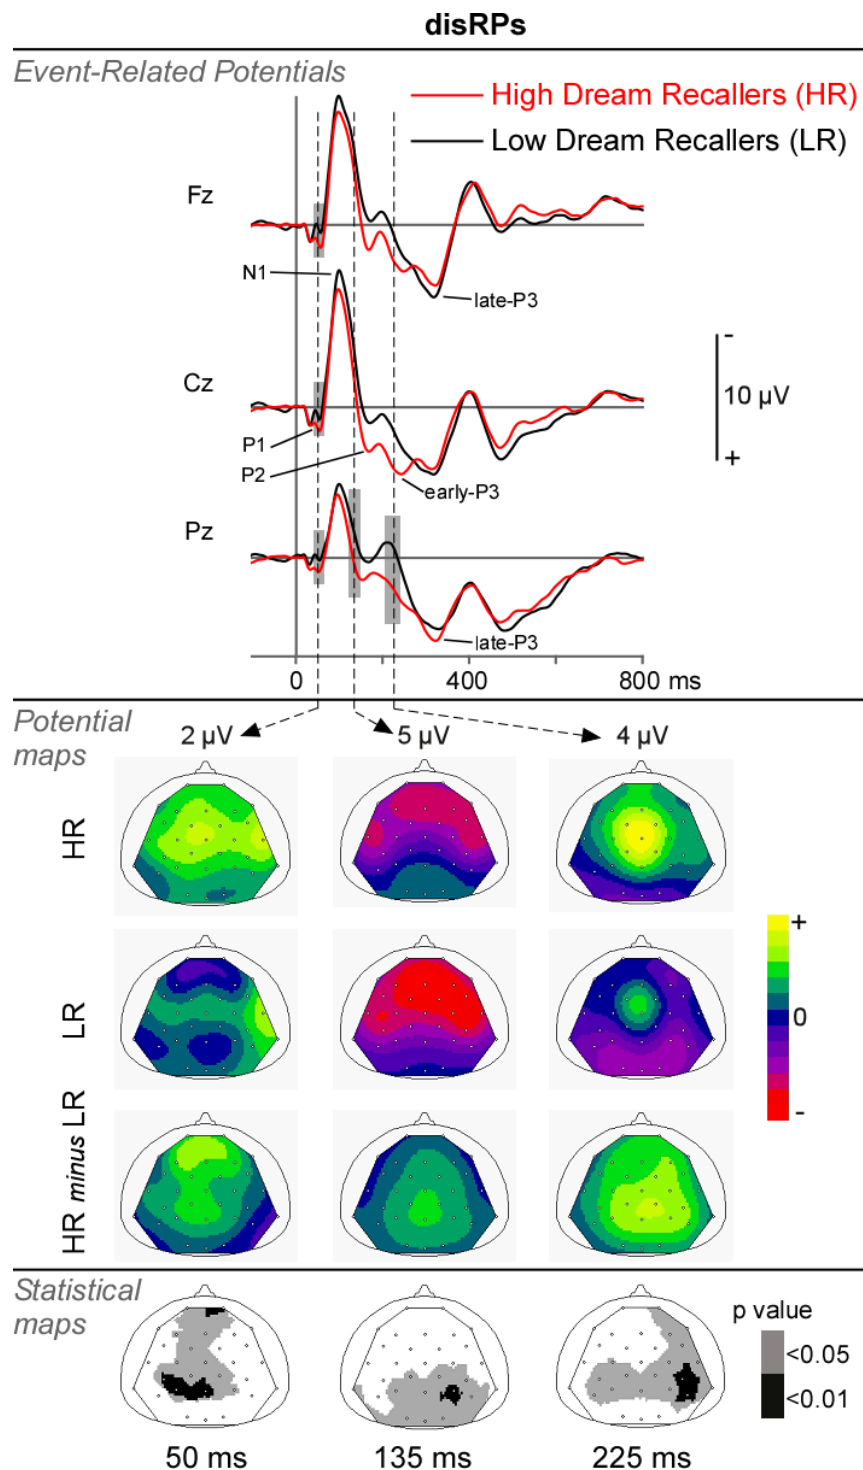 disRPs
Event-Related Potentials
High Dream Recallers (HR)
Low Dream Recallers (LR)
Fz
N1
late-P3
-
Cz
10 µV
P1
P2
+
early-P3
Pz
late-P3
0 400 800 ms
Potential
maps
2 µV 5 µV 4 µV
HR
+
LR
0
-
HR minus LR
Statistical
maps
p value
<0.05
<0.01
50 ms 135 ms 225 ms